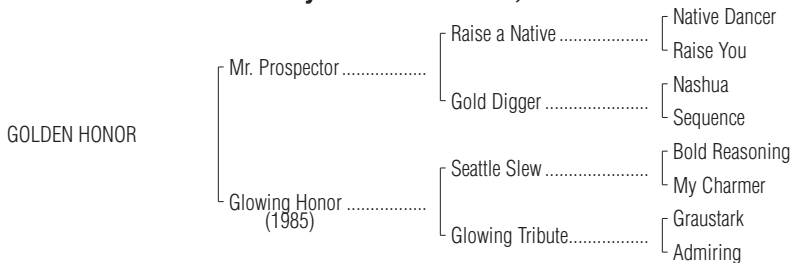 Native Dancer
Raise a Native ..................
Raise You
Mr. Prospector ..................
Nashua
Gold Digger .....................
Sequence
GOLDEN HONOR
Bold Reasoning
Seattle Slew .....................
My Charmer
Glowing Honor ................
(1985)
Graustark
Glowing Tribute................
Admiring